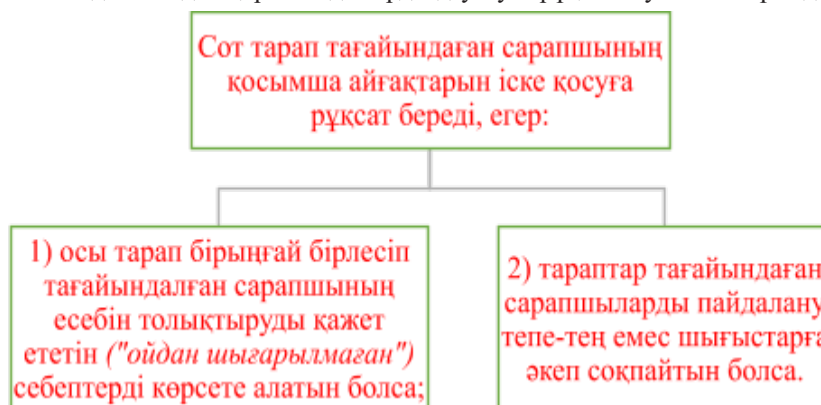 Сот тарап тағайындаған сарапшының
қосымша айғақтарын іске қосуға
рұқсат береді, егер:
1) осы тарап бірыңғай бірлесіп
тағайындалған сарапшының
есебін толықтыруды қажет
ететін ("ойдан шығарылмаған")
себептерді көрсете алатын болса;
2) тараптар тағайындаған
сарапшыларды пайдалану
тепе-тең емес шығыстарға
әкеп соқпайтын болса.